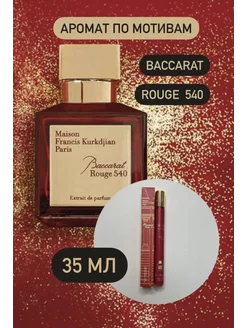 АРОМАТ ПО МОТИВАМ
BACCARAT
ROUGE 540
Maison
Francis Kurkdjian
Paris
Baccarat
Rouge 540
Extrait de parfum
35 МЛ